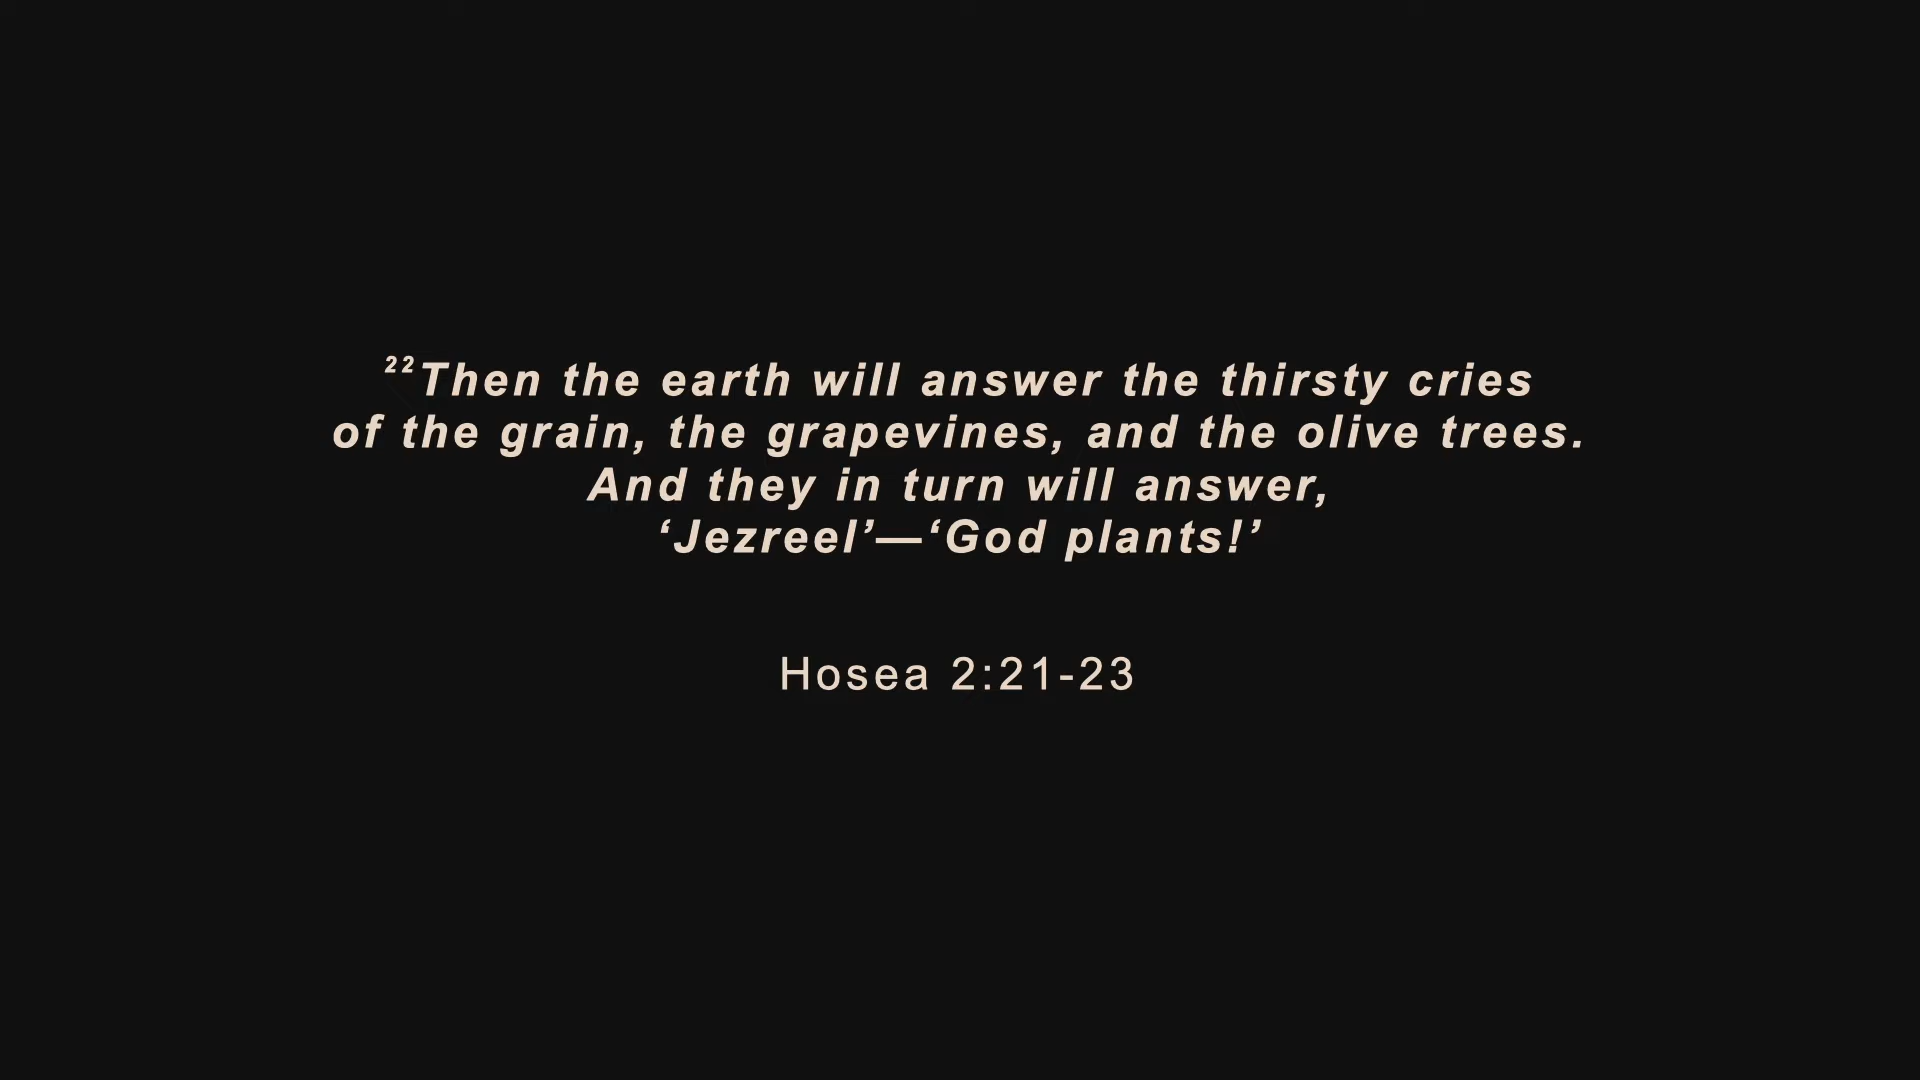 ²²Then the earth will answer the thirsty cries
of the grain, the grapevines, and the olive trees.
And they in turn will answer,
‘Jezreel’—‘God plants!’
Hosea 2:21-23